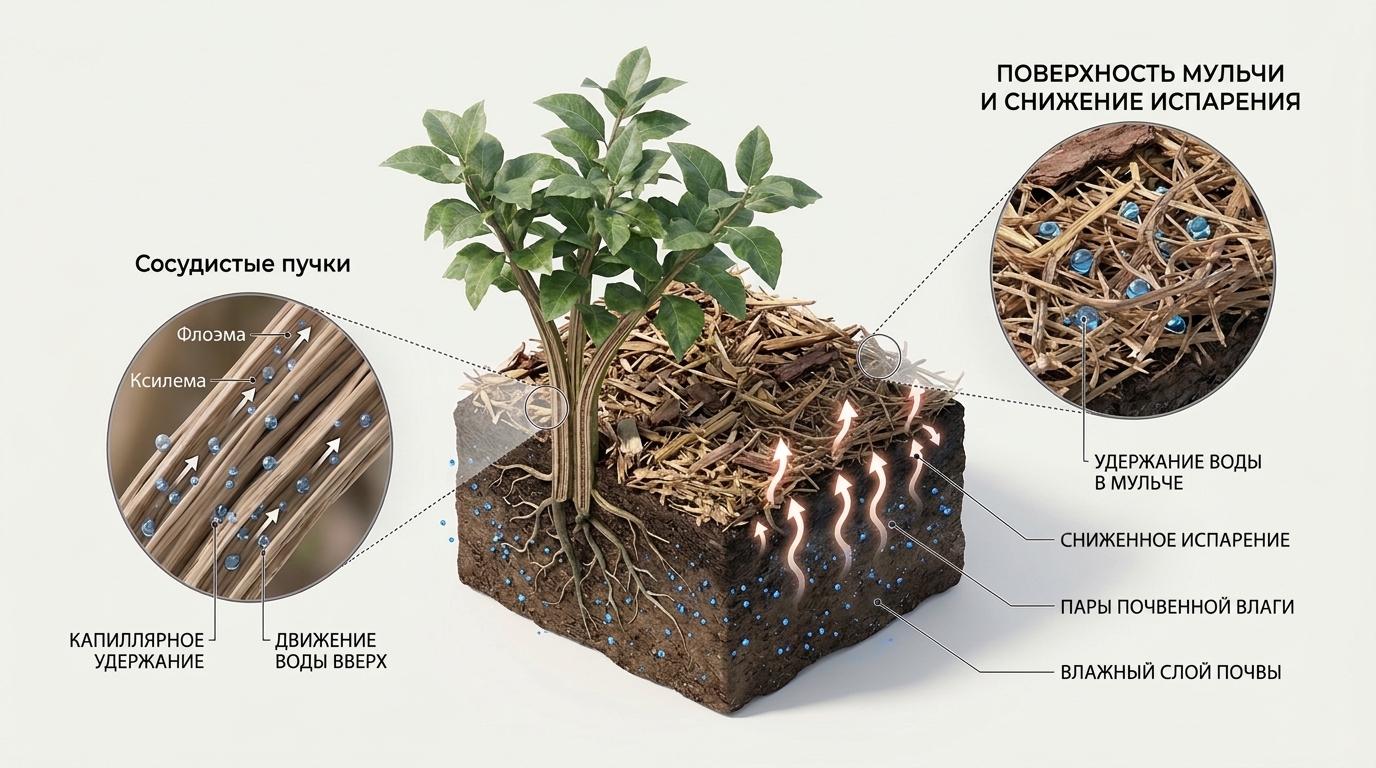 ПОВЕРХНОСТЬ МУЛЬЧИ
И СНИЖЕНИЕ ИСПАРЕНИЯ
Сосудистые пучки
Флоэма
Ксилема
КАПИЛЛЯРНОЕ
УДЕРЖАНИЕ
ДВИЖЕНИЕ
ВОДЫ ВВЕРХ
УДЕРЖАНИЕ ВОДЫ
В МУЛЬЧЕ
СНИЖЕННОЕ ИСПАРЕНИЕ
ПАРЫ ПОЧВЕННОЙ ВЛАГИ
ВЛАЖНЫЙ СЛОЙ ПОЧВЫ